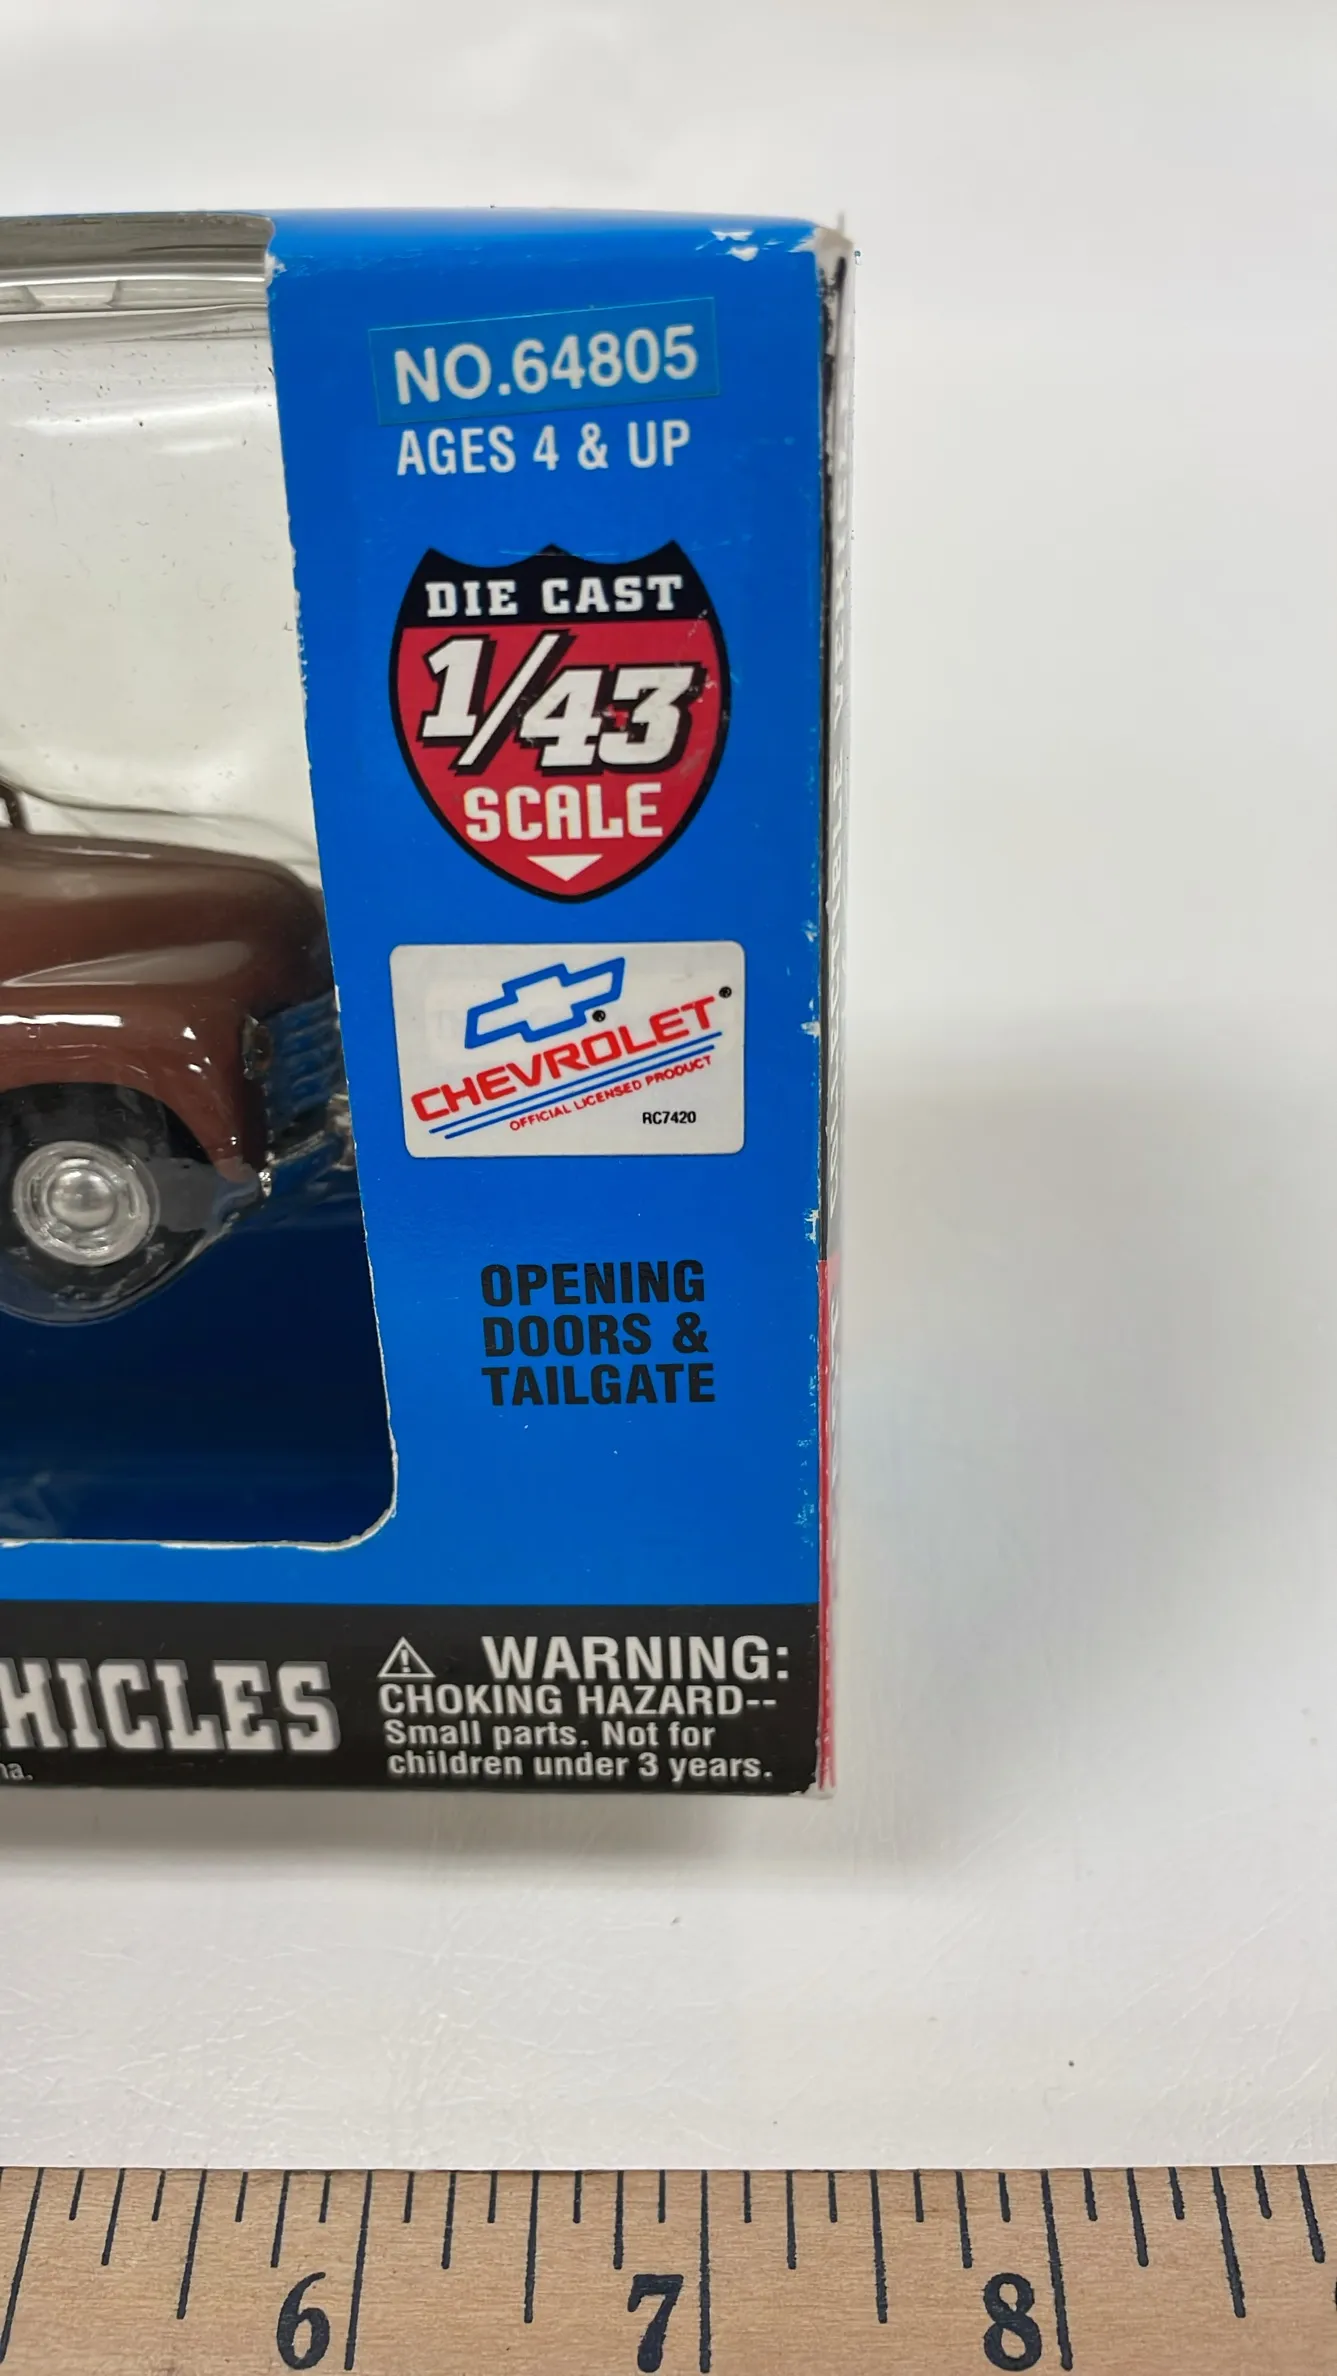 NO.64805
AGES 4 & UP
DIE CAST
1/43
SCALE
CHEVROLET®
OFFICIAL LICENSED PRODUCT
RC7420
OPENING
DOORS &
TAILGATE
HICLES
na.
⚠ WARNING:
CHOKING HAZARD--
Small parts. Not for
children under 3 years.
6 7 8